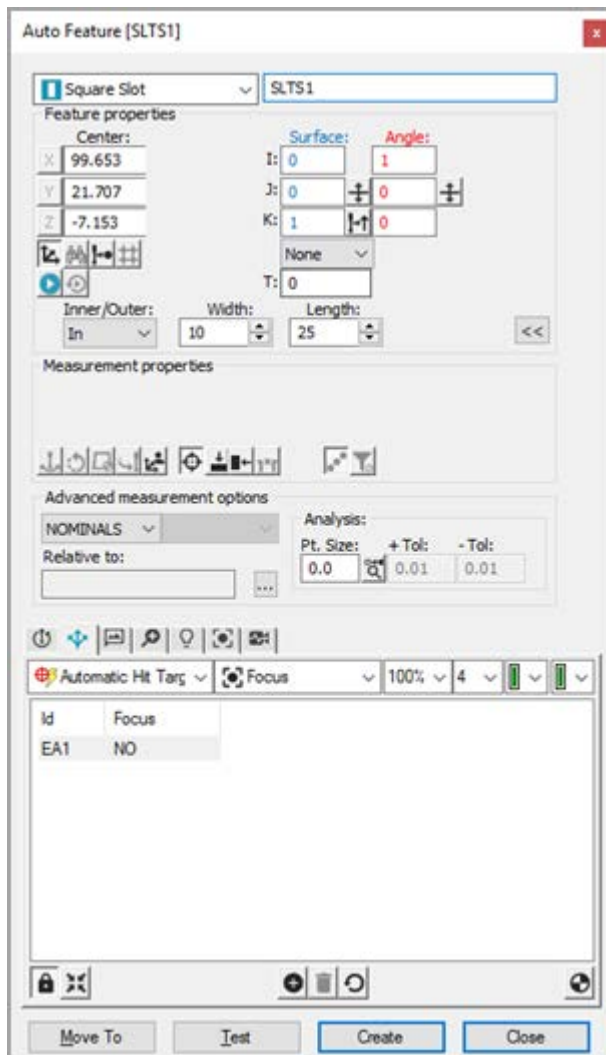 Auto Feature [SLTS1]
x
Square Slot SLTS1
Feature properties
Center: Surface: Angle:
X 99.653 I: 0 1
Y 21.707 J: 0 0
Z -7.153 K: 1 0
None
T: 0
Inner/Outer: Width: Length:
In 10 25 <<
Measurement properties
Advanced measurement options
NOMINALS
Analysis:
Relative to:
Pt. Size: +Tol: -Tol:
0.0 0.01 0.01
...
Automatic Hit Targ Focus 100% 4
Id Focus
EA1 NO
Move To Test Create Close